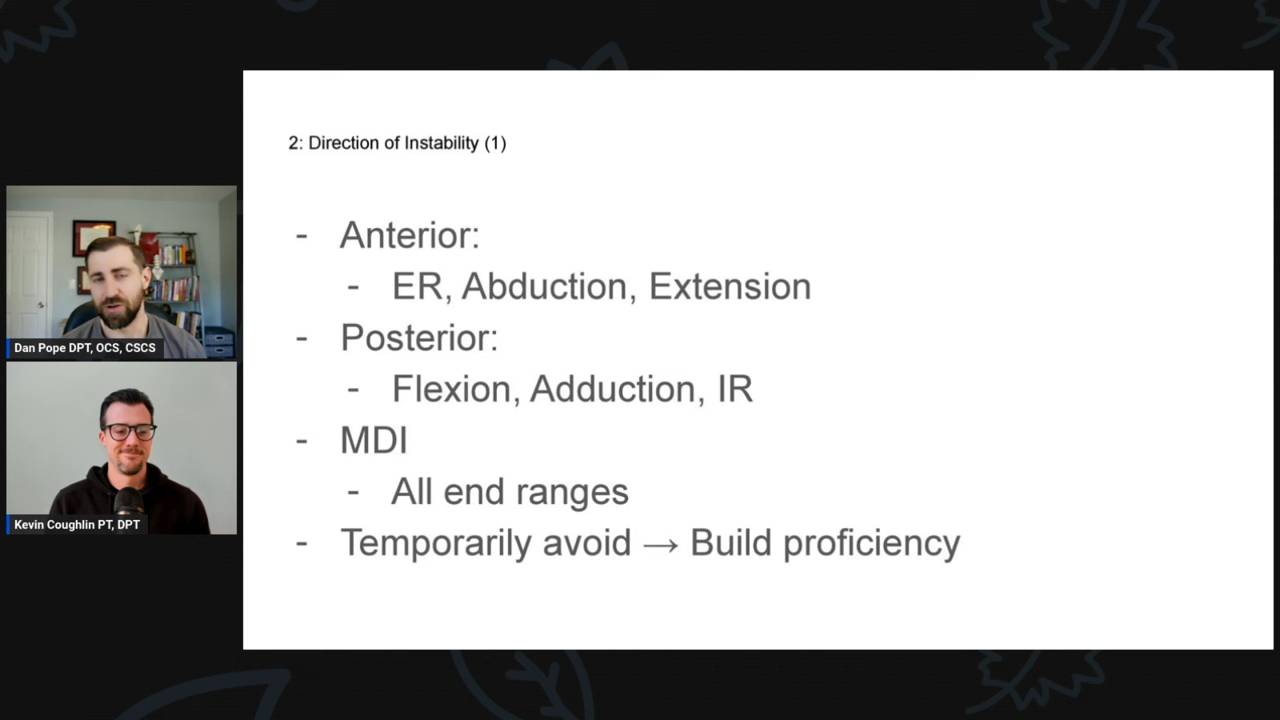 2: Direction of Instability (1)
- Anterior:
- ER, Abduction, Extension
- Posterior:
- Flexion, Adduction, IR
- MDI
- All end ranges
- Temporarily avoid → Build proficiency
Dan Pope DPT, OCS, CSCS
Kevin Coughlin PT, DPT